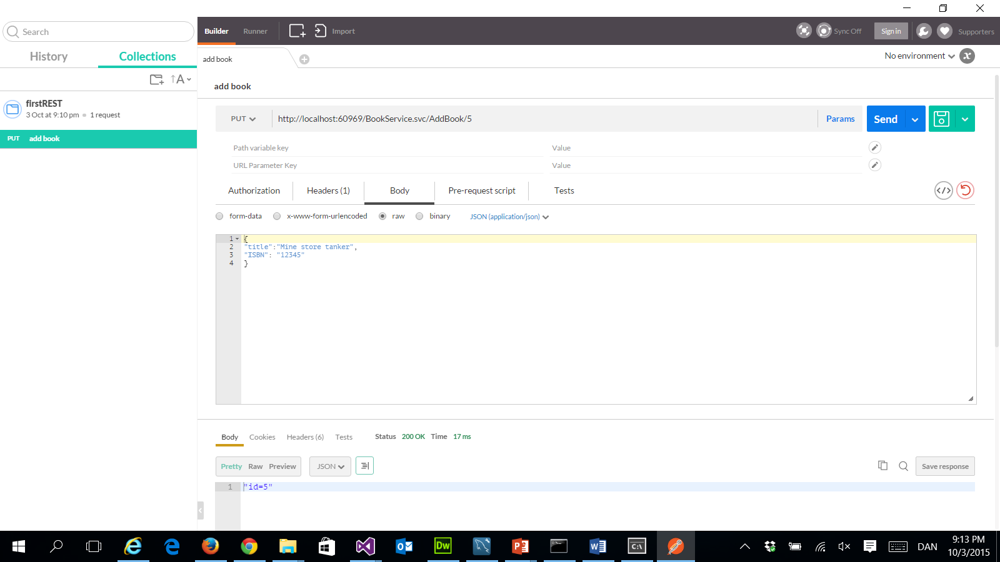 Search
Builder
Runner
Import
Sync Off
Sign in
Supporters
History
Collections
add book
No environment
A
add book
firstREST
3 Oct at 9:10 pm 1 request
PUT add book
PUT
http://localhost:60969/BookService.svc/AddBook/5
Params
Send
Path variable key
Value
URL Parameter Key
Value
Authorization
Headers (1)
Body
Pre-request script
Tests
form-data
x-www-form-urlencoded
raw
binary
JSON (application/json)
1 {
2 "title":"Mine store tanker",
3 "ISBN": "12345"
4 }
Body
Cookies
Headers (6)
Tests
Status 200 OK Time 17 ms
Pretty Raw Preview
JSON
Save response
1 "id=5"
Dw
C:\
DAN
9:13 PM
10/3/2015